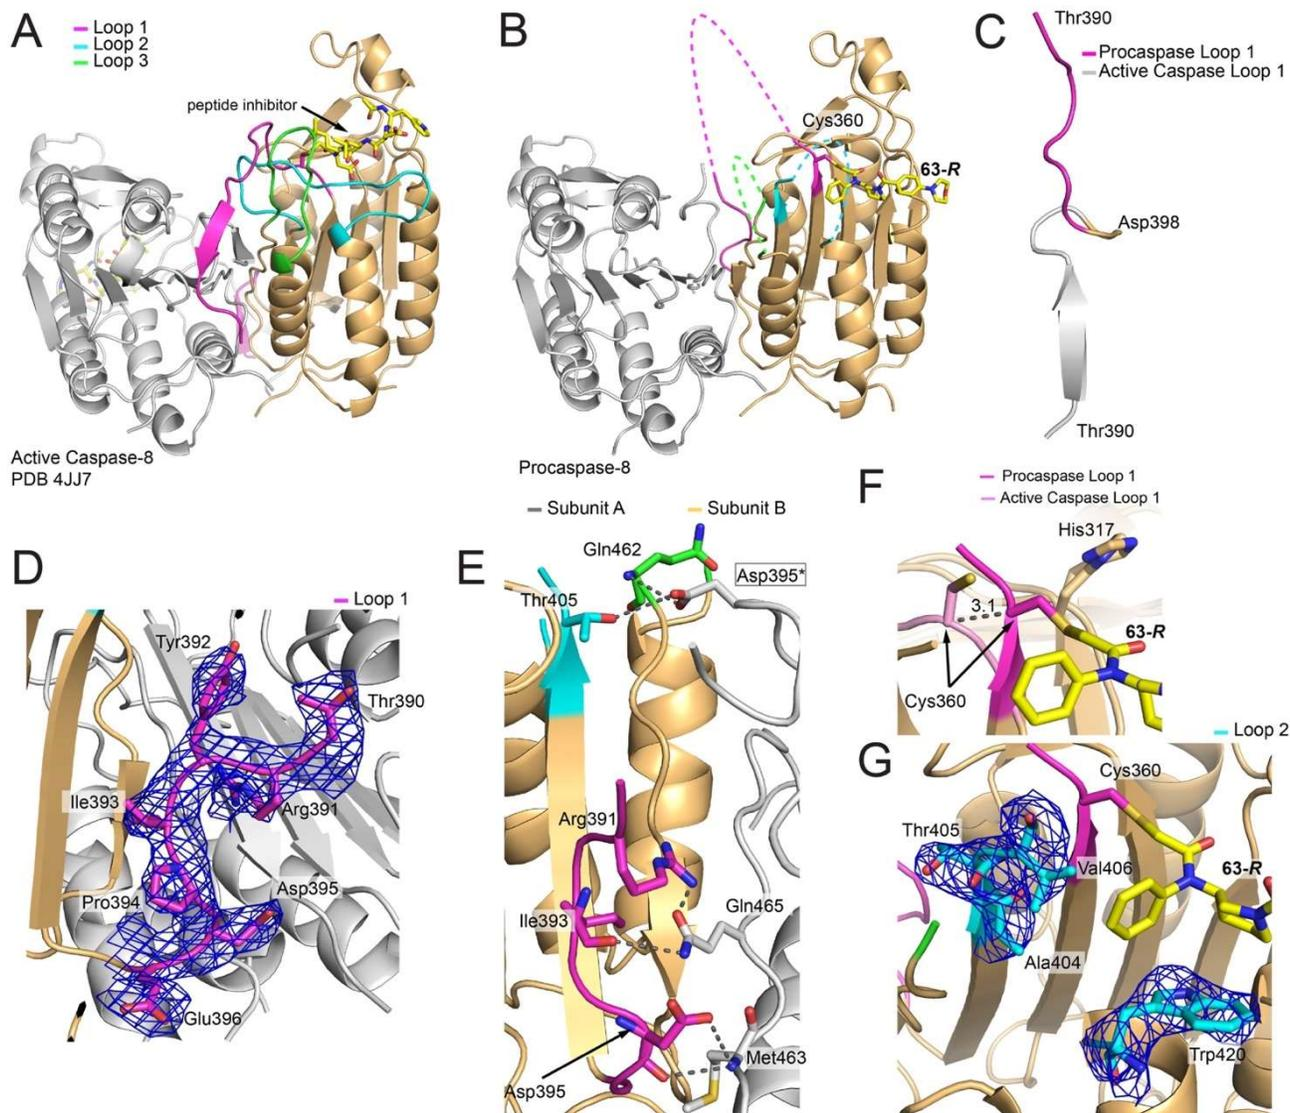 A
Loop 1
Loop 2
Loop 3
peptide inhibitor
Active Caspase-8
PDB 4JJ7
B
Cys360
63-R
Procaspase-8
C
Thr390
Procaspase Loop 1
Active Caspase Loop 1
Asp398
Thr390
D
Loop 1
Tyr392
Thr390
Ile393
Arg391
Pro394
Asp395
Glu396
Subunit A
Subunit B
E
Gln462
Asp395*
Thr405
Arg391
Ile393
Gln465
Met463
Asp395
F
Procaspase Loop 1
Active Caspase Loop 1
His317
3.1
63-R
Cys360
Loop 2
G
Cys360
Thr405
Val406
63-R
Ala404
Trp420